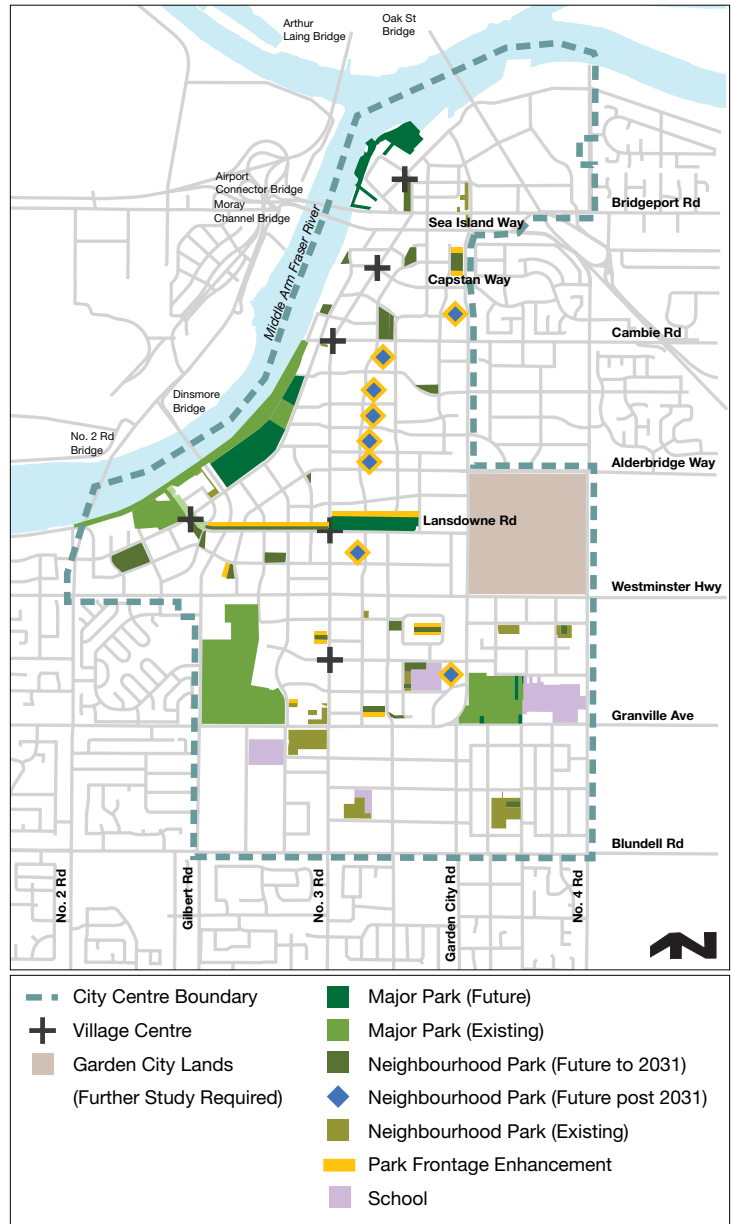 Arthur
Laing Bridge
Oak St
Bridge
Airport
Connector Bridge
Moray
Channel Bridge
Bridgeport Rd
Sea Island Way
Middle Arm Fraser River
Capstan Way
Cambie Rd
Dinsmore
Bridge
No. 2 Rd
Bridge
Alderbridge Way
Lansdowne Rd
Westminster Hwy
Granville Ave
Blundell Rd
No. 2 Rd
Gilbert Rd
No. 3 Rd
Garden City Rd
No. 4 Rd
N
City Centre Boundary
Village Centre
Garden City Lands
(Further Study Required)
Major Park (Future)
Major Park (Existing)
Neighbourhood Park (Future to 2031)
Neighbourhood Park (Future post 2031)
Neighbourhood Park (Existing)
Park Frontage Enhancement
School